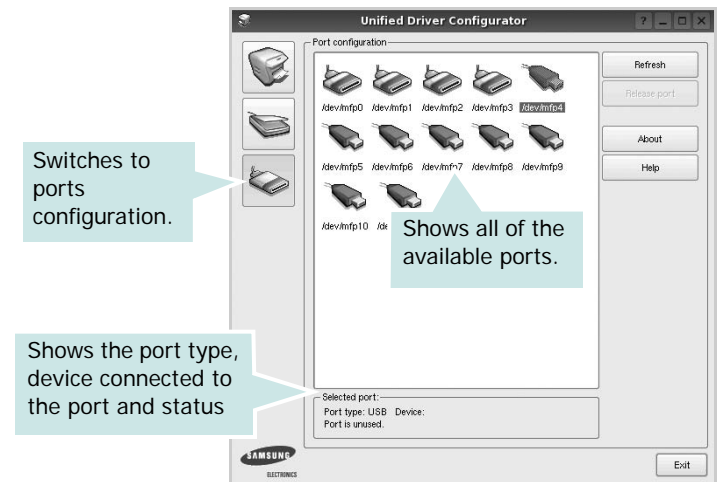 Unified Driver Configurator
Port configuration
/dev/mfp0 /dev/mfp1 /dev/mfp2 /dev/mfp3 /dev/mfp4
/dev/mfp5 /dev/mfp6 /dev/mfp7 /dev/mfp8 /dev/mfp9
/dev/mfp10
Refresh
Release port
About
Help
Switches to
ports
configuration.
Shows all of the
available ports.
Shows the port type,
device connected to
the port and status
Selected port:
Port type: USB Device:
Port is unused.
SAMSUNG
ELECTRONICS
Exit